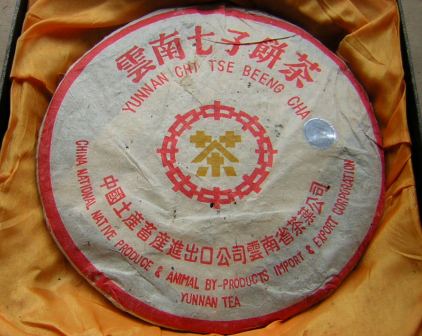 雲南七子餅茶
YUNNAN CHI TSE BEENG CHA
茶
中國土產畜產進出口公司雲南省茶葉公司
CHINA NATIONAL NATIVE PRODUCE & ANIMAL BY-PRODUCTS IMPORT & EXPORT CORPORATION
YUNNAN TEA